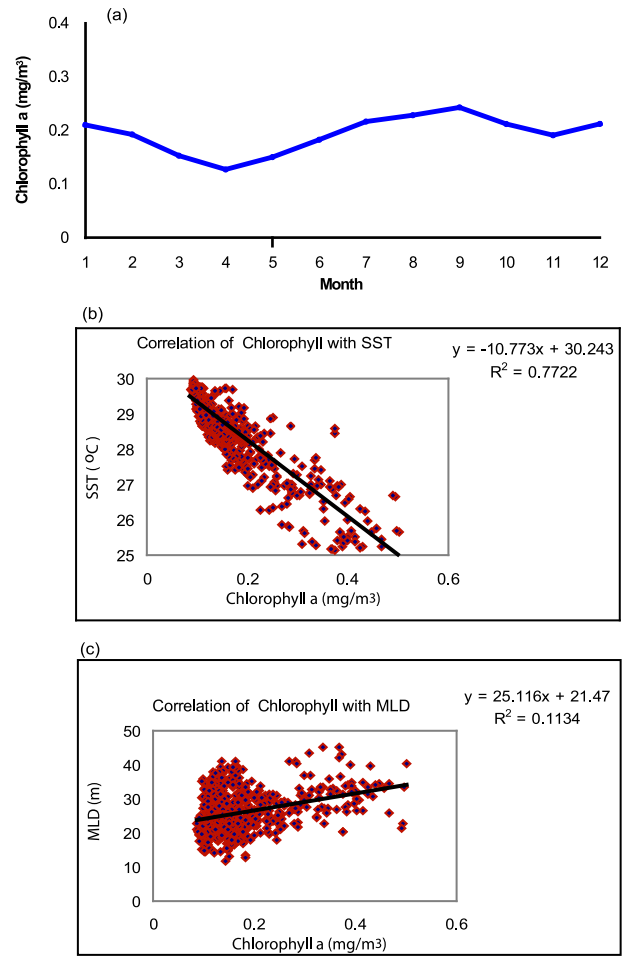 (a)
Chlorophyll a (mg/m³)
0.4
0.3
0.2
0.1
0
1 2 3 4 5 6 7 8 9 10 11 12
Month
(b)
Correlation of Chlorophyll with SST
y = -10.773x + 30.243
R² = 0.7722
SST (ºC)
30
29
28
27
26
25
0 0.2 0.4 0.6
Chlorophyll a (mg/m3)
(c)
Correlation of Chlorophyll with MLD
y = 25.116x + 21.47
R² = 0.1134
MLD (m)
50
40
30
20
10
0
0 0.2 0.4 0.6
Chlorophyll a (mg/m3)